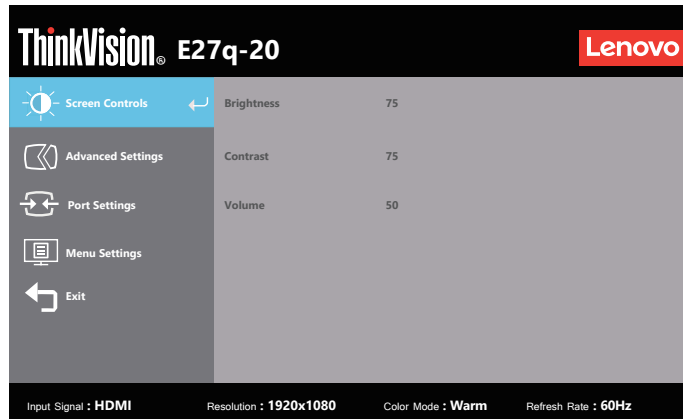 ThinkVision® E27q-20
Lenovo
Screen Controls
Brightness 75
Advanced Settings
Contrast 75
Port Settings
Volume 50
Menu Settings
Exit
Input Signal : HDMI Resolution : 1920x1080 Color Mode : Warm Refresh Rate : 60Hz